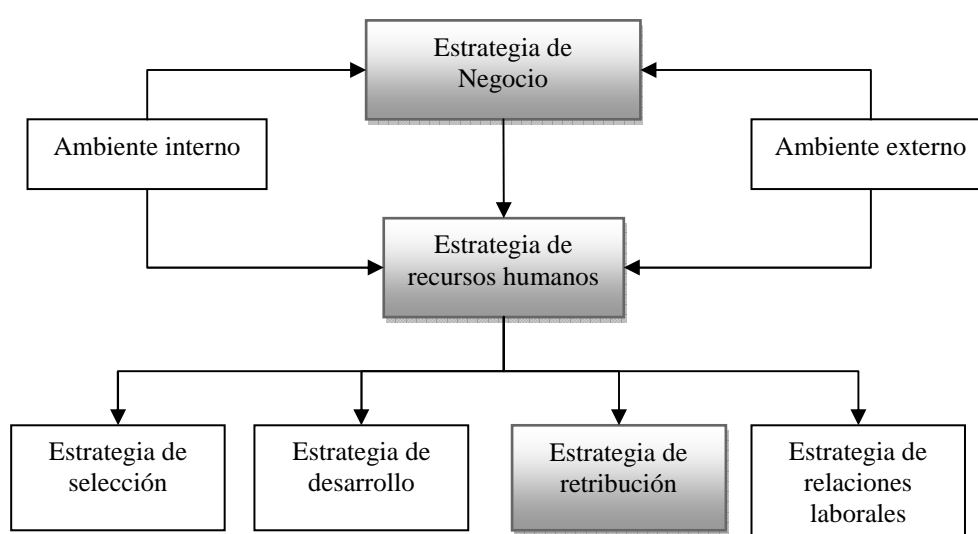 Estrategia de
Negocio
Ambiente interno
Ambiente externo
Estrategia de
recursos humanos
Estrategia de
selección
Estrategia de
desarrollo
Estrategia de
retribución
Estrategia de
relaciones
laborales